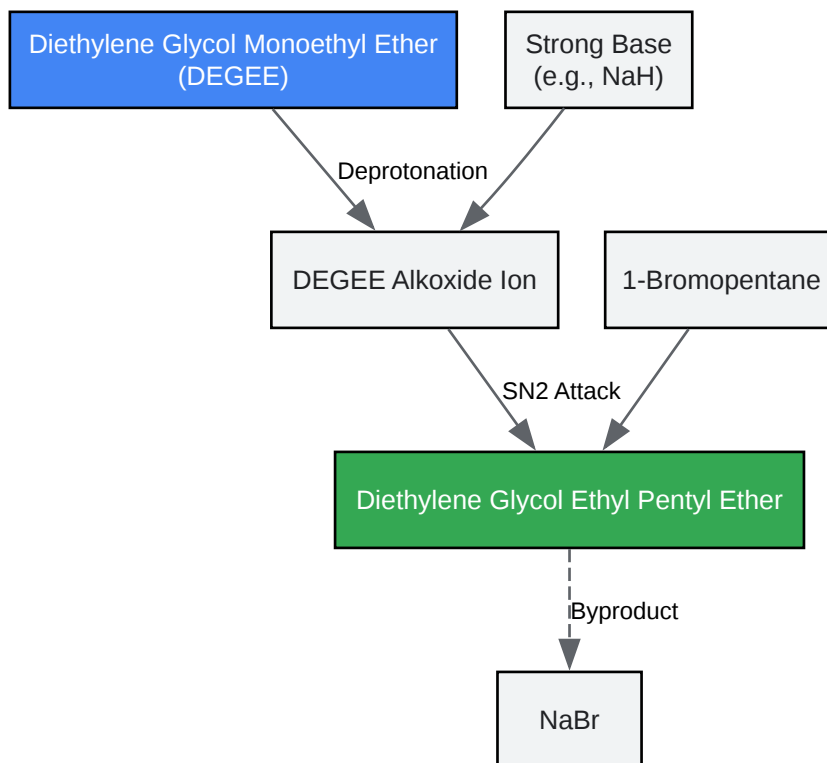 Diethylene Glycol Monoethyl Ether
(DEGEE)
Strong Base
(e.g., NaH)
Deprotonation
DEGEE Alkoxide Ion
1-Bromopentane
SN2 Attack
Diethylene Glycol Ethyl Pentyl Ether
Byproduct
NaBr